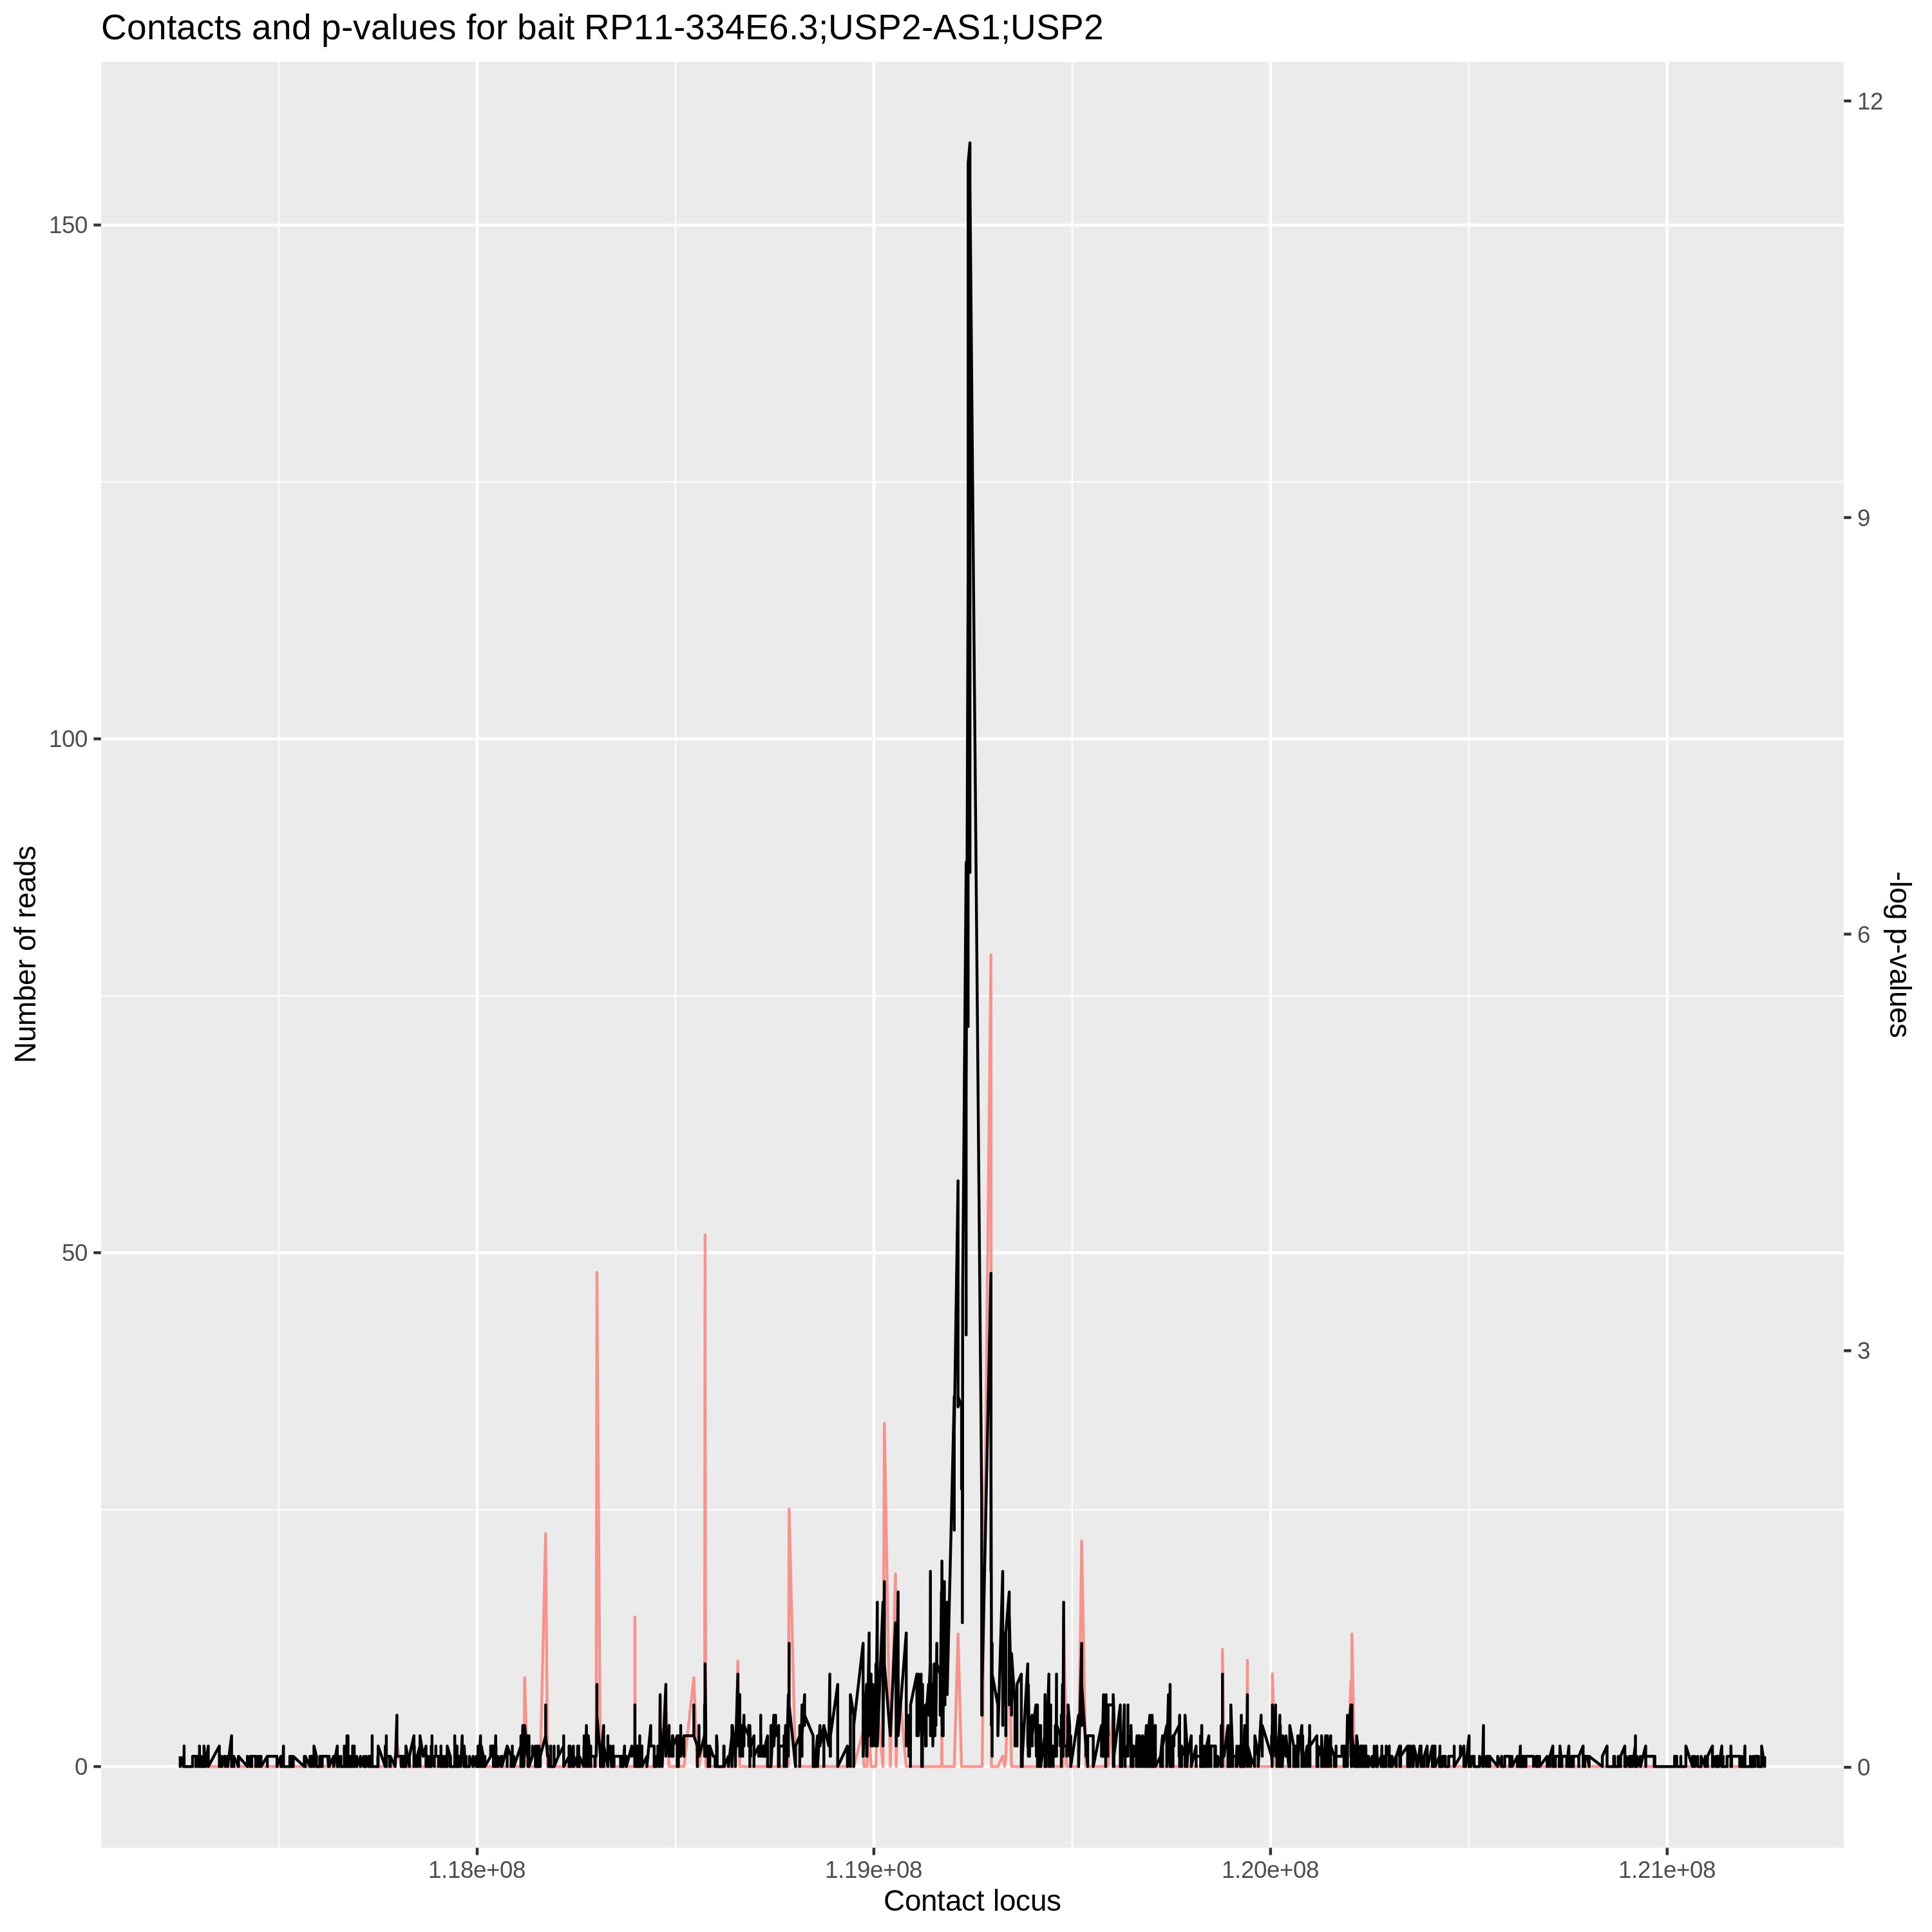 Contacts and p-values for bait RP11-334E6.3;USP2-AS1;USP2
12
150
9
100
Number of reads
-log p-values
6
50
3
0
0
1.18e+08
1.19e+08
1.20e+08
1.21e+08
Contact locus